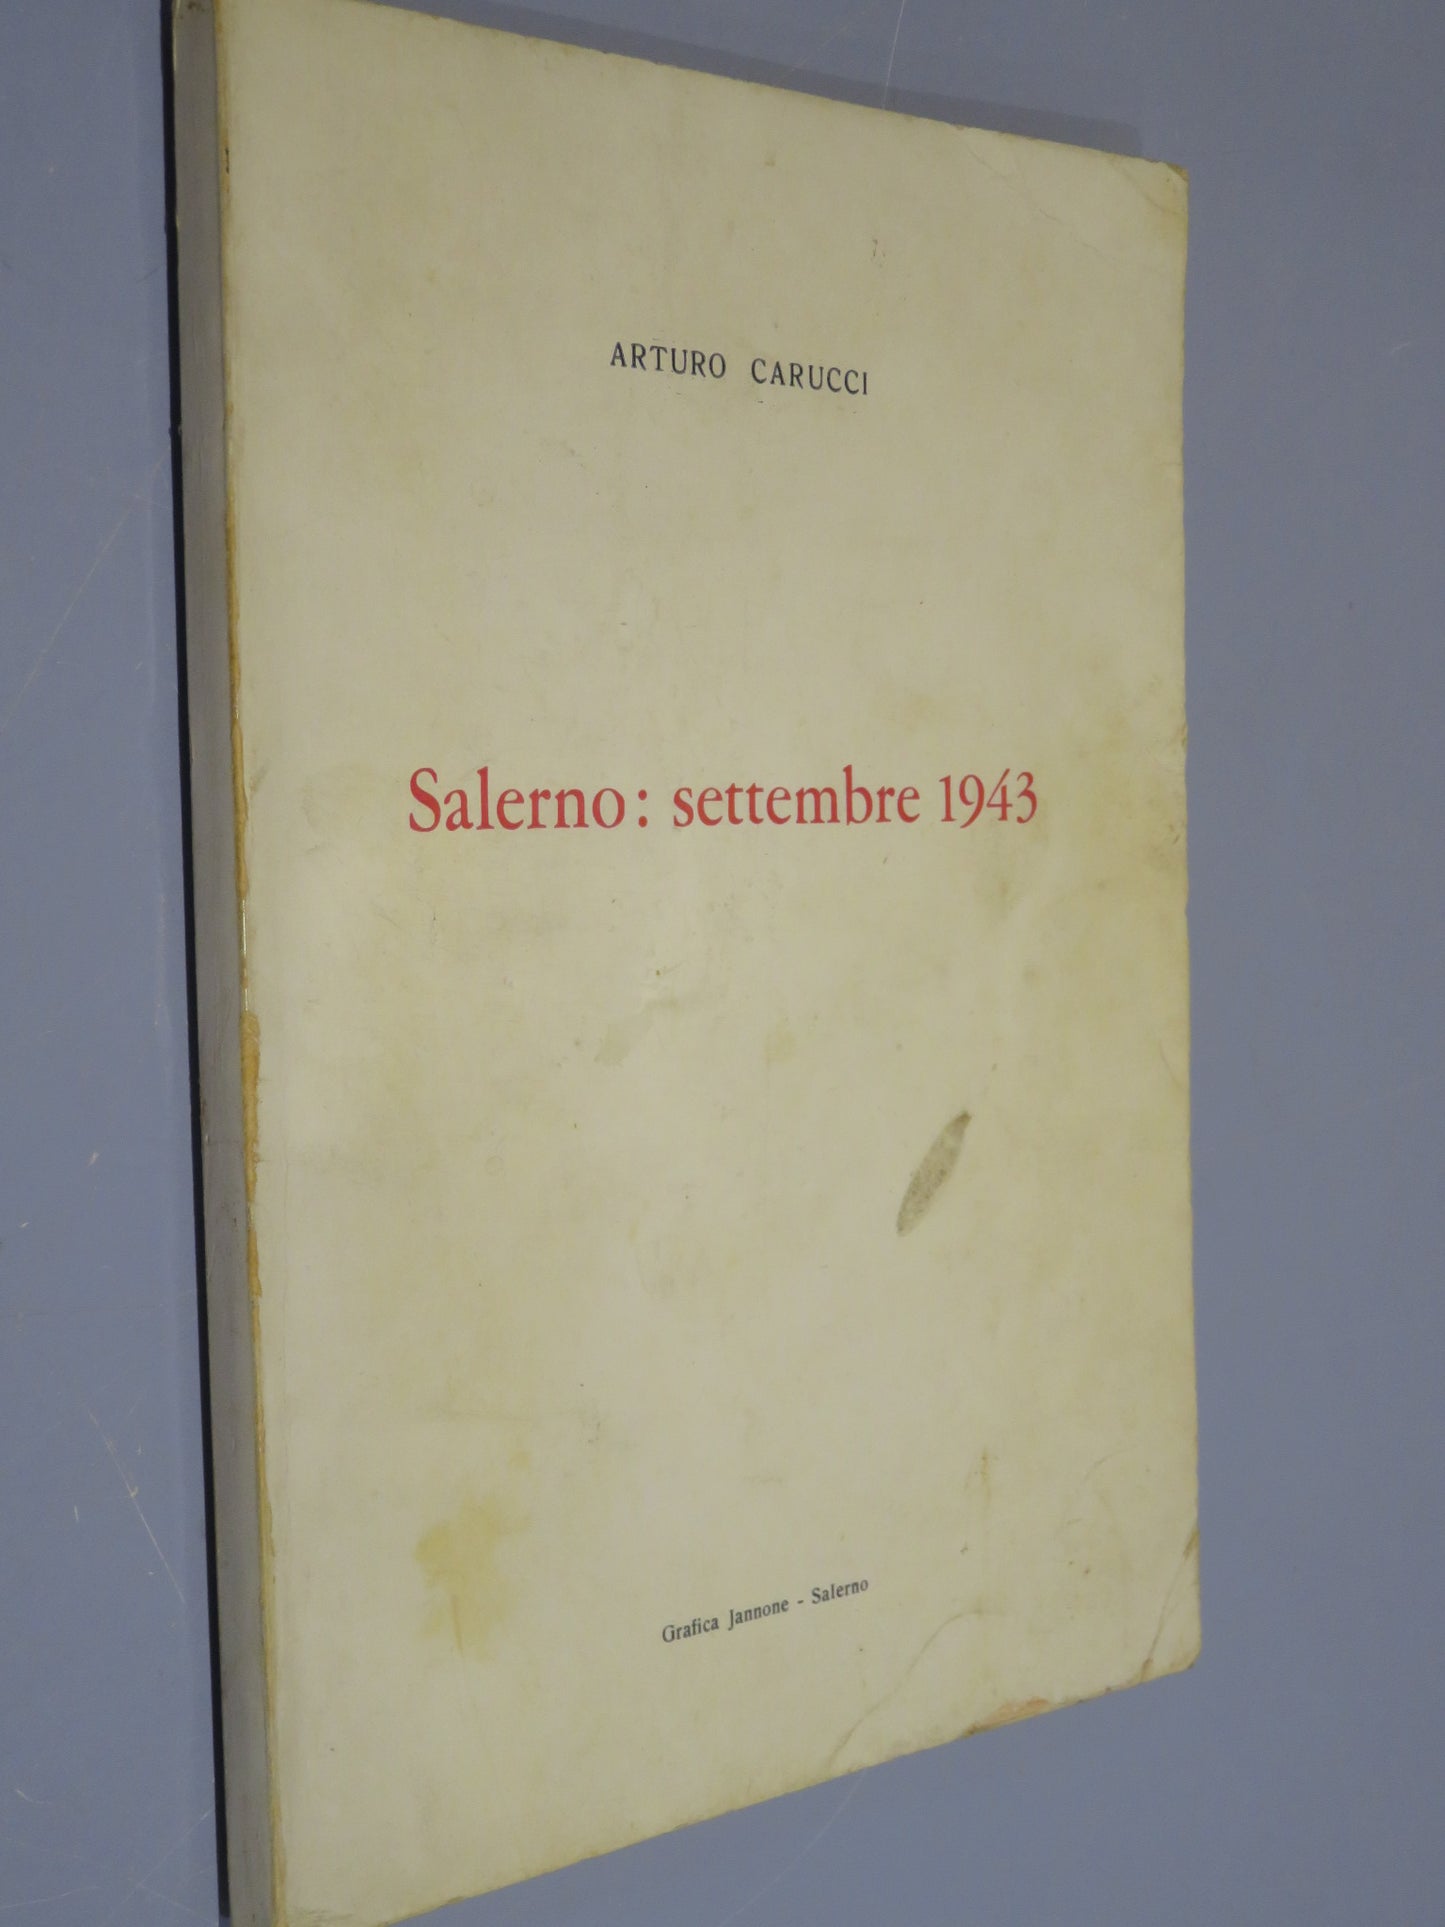 ARTURO CARUCCI
Salerno: settembre 1943
Grafica Jannone - Salerno